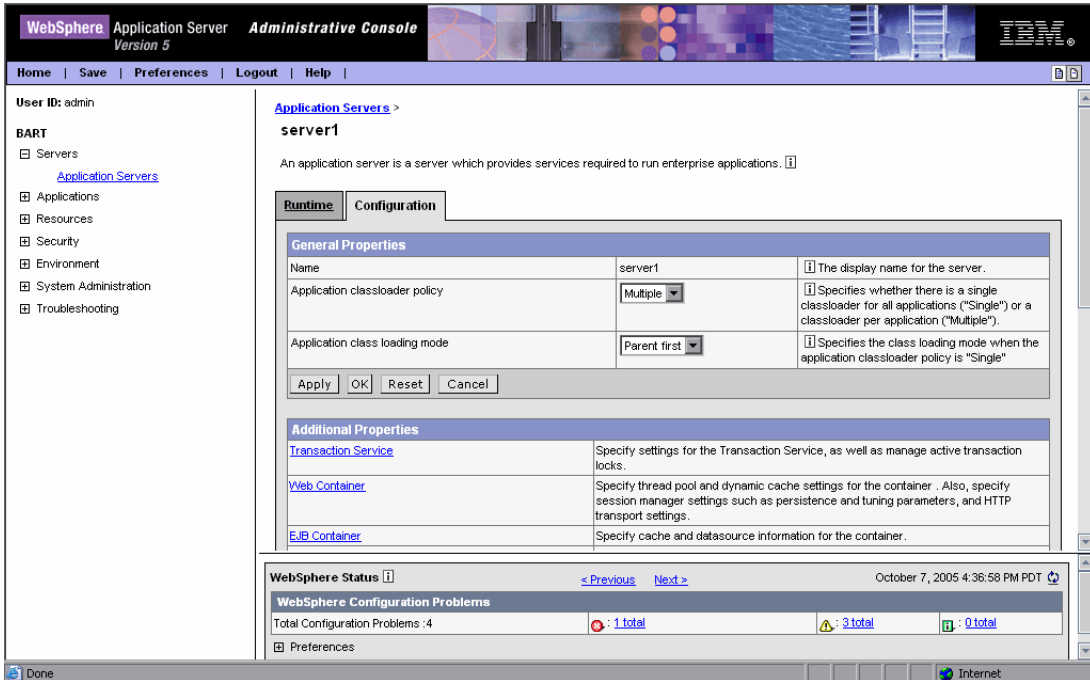 WebSphere Application Server Administrative Console
Version 5
IBM®
Home | Save | Preferences | Logout | Help |
User ID: admin
BART
Servers
Application Servers
Applications
Resources
Security
Environment
System Administration
Troubleshooting
Application Servers >
server1
An application server is a server which provides services required to run enterprise applications. i
Runtime Configuration
General Properties
Name server1 i The display name for the server.
Application classloader policy Multiple i Specifies whether there is a single
classloader for all applications ("Single") or a
classloader per application ("Multiple").
Application class loading mode Parent first i Specifies the class loading mode when the
application classloader policy is "Single"
Apply OK Reset Cancel
Additional Properties
Transaction Service Specify settings for the Transaction Service, as well as manage active transaction
locks.
Web Container Specify thread pool and dynamic cache settings for the container . Also, specify
session manager settings such as persistence and tuning parameters, and HTTP
transport settings.
EJB Container Specify cache and datasource information for the container.
WebSphere Status i < Previous Next > October 7, 2005 4:36:58 PM PDT
WebSphere Configuration Problems
Total Configuration Problems :4 : 1 total : 3 total : 0 total
Preferences
Done Internet